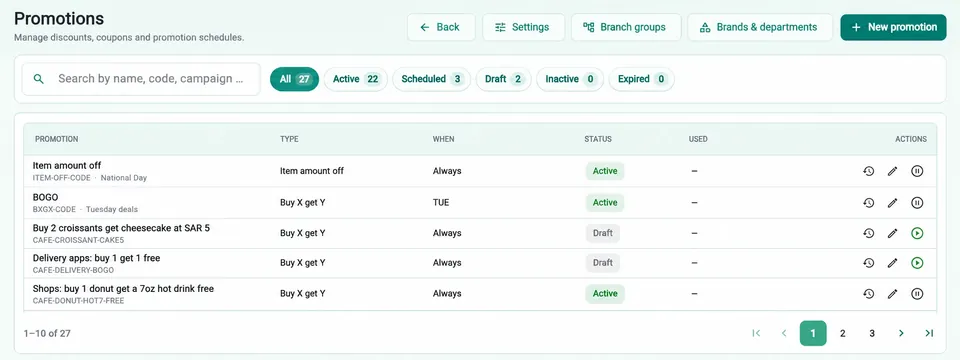 Promotions
Manage discounts, coupons and promotion schedules.
Back
Settings
Branch groups
Brands & departments
New promotion
Search by name, code, campaign ...
All 27
Active 22
Scheduled 3
Draft 2
Inactive 0
Expired 0
PROMOTION TYPE WHEN STATUS USED ACTIONS
Item amount off
ITEM-OFF-CODE · National Day
Item amount off Always Active –
BOGO
BXGX-CODE · Tuesday deals
Buy X get Y TUE Active –
Buy 2 croissants get cheesecake at SAR 5
CAFE-CROISSANT-CAKE5
Buy X get Y Always Draft –
Delivery apps: buy 1 get 1 free
CAFE-DELIVERY-BOGO
Buy X get Y Always Draft –
Shops: buy 1 donut get a 7oz hot drink free
CAFE-DONUT-HOT7-FREE
Buy X get Y Always Active –
1–10 of 27
1 2 3